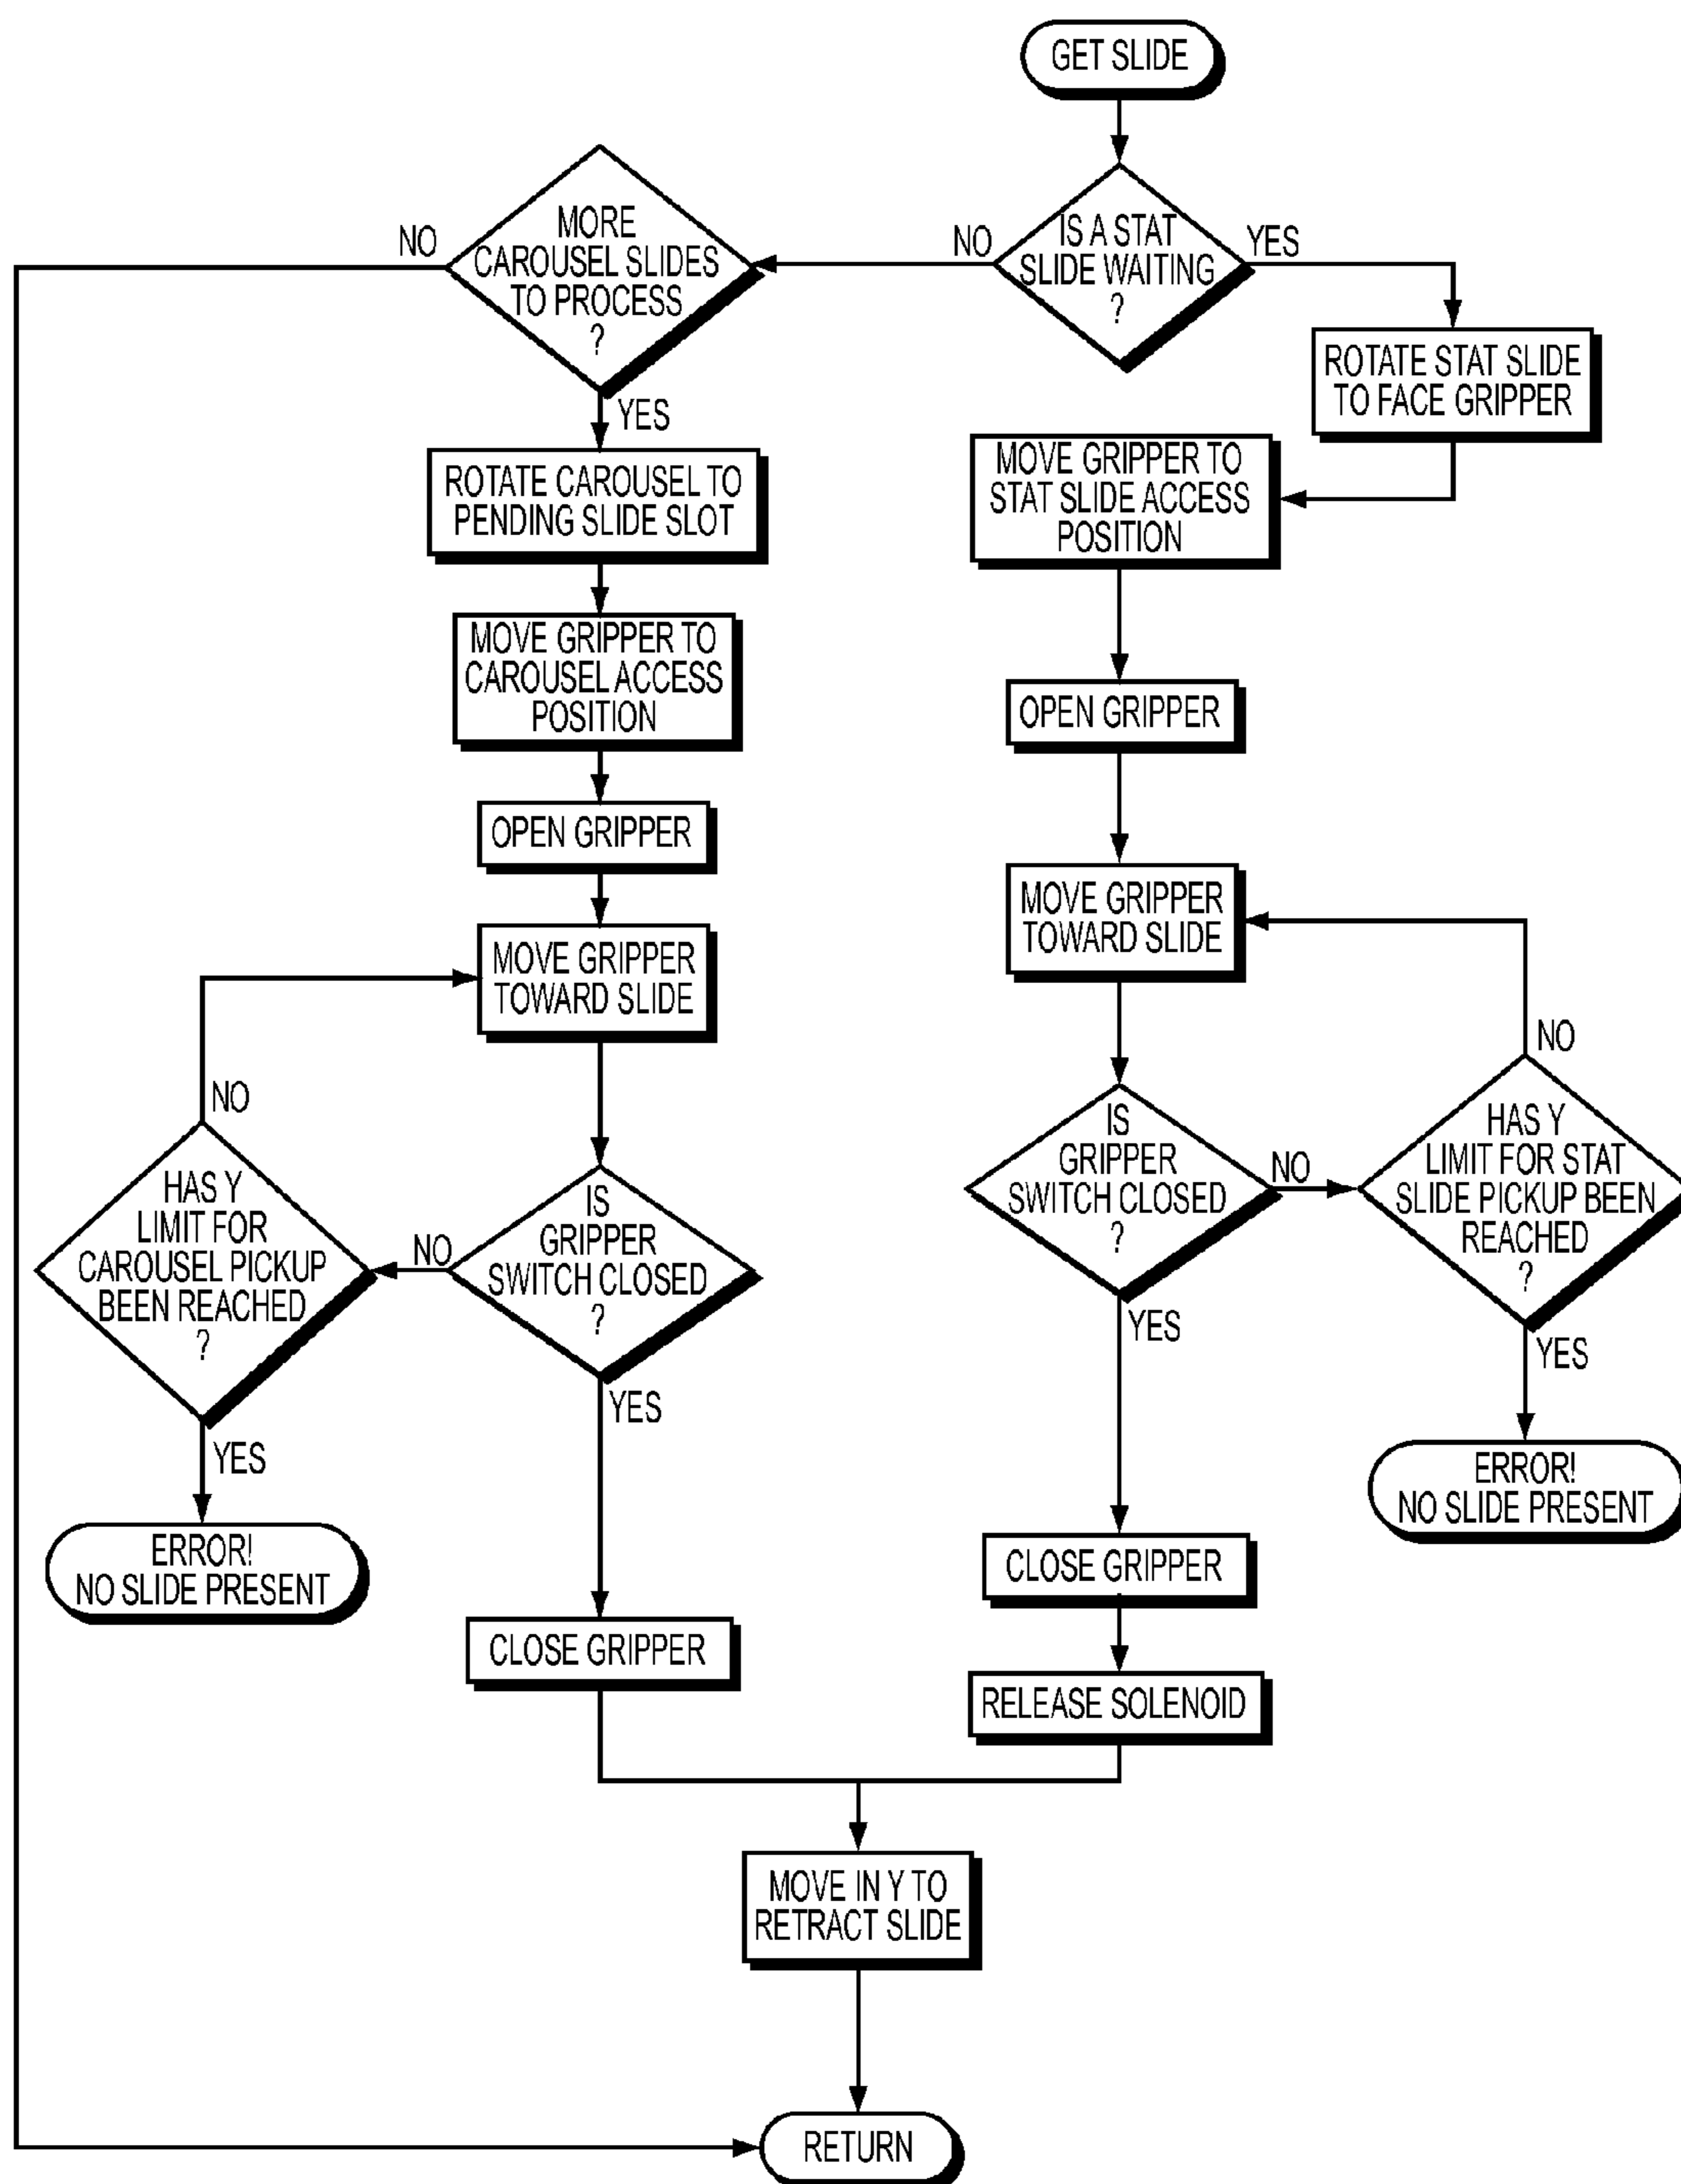 GET SLIDE
IS A STAT
SLIDE WAITING
?
NO
YES
MORE
CAROUSEL SLIDES
TO PROCESS
?
NO
YES
ROTATE STAT SLIDE
TO FACE GRIPPER
MOVE GRIPPER TO
STAT SLIDE ACCESS
POSITION
ROTATE CAROUSEL TO
PENDING SLIDE SLOT
MOVE GRIPPER TO
CAROUSEL ACCESS
POSITION
OPEN GRIPPER
OPEN GRIPPER
MOVE GRIPPER
TOWARD SLIDE
MOVE GRIPPER
TOWARD SLIDE
NO
HAS Y
LIMIT FOR
CAROUSEL PICKUP
BEEN REACHED
?
NO
IS
GRIPPER
SWITCH CLOSED
?
IS
GRIPPER
SWITCH CLOSED
?
NO
NO
HAS Y
LIMIT FOR STAT
SLIDE PICKUP BEEN
REACHED
?
YES
YES
YES
YES
ERROR!
NO SLIDE PRESENT
ERROR!
NO SLIDE PRESENT
CLOSE GRIPPER
CLOSE GRIPPER
RELEASE SOLENOID
MOVE IN Y TO
RETRACT SLIDE
RETURN